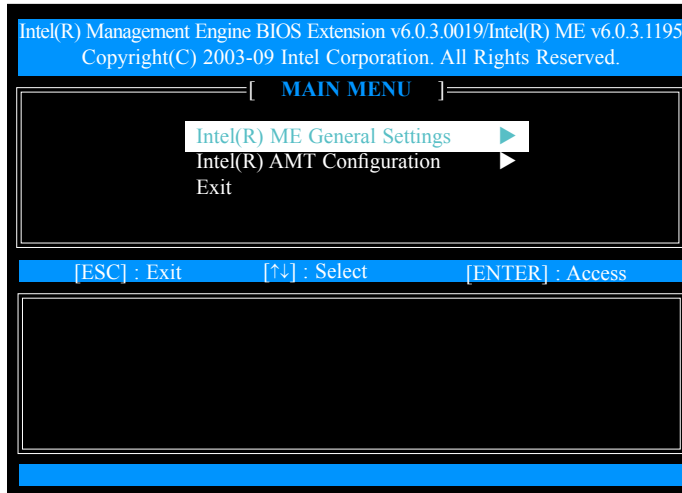 Intel(R) Management Engine BIOS Extension v6.0.3.0019/Intel(R) ME v6.0.3.1195
Copyright(C) 2003-09 Intel Corporation. All Rights Reserved.
[ MAIN MENU ]
Intel(R) ME General Settings ▶
Intel(R) AMT Configuration ▶
Exit
[ESC] : Exit [↑↓] : Select [ENTER] : Access